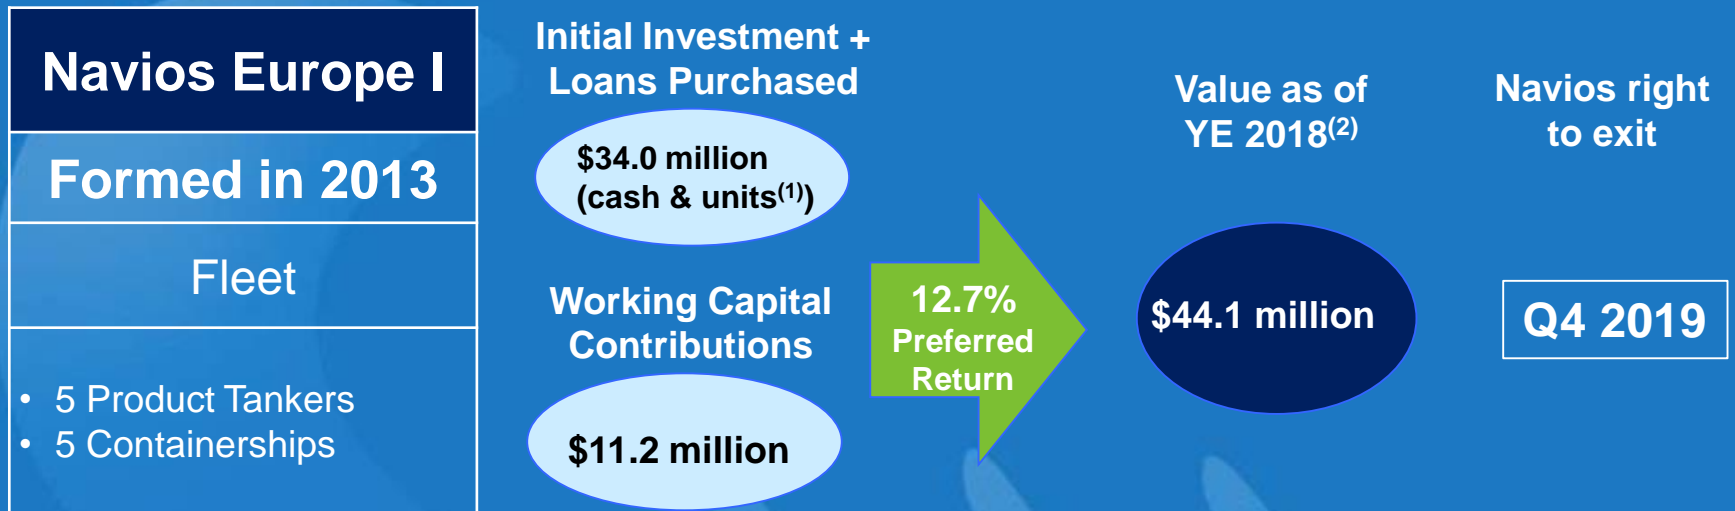 Navios Europe I
Formed in 2013
Fleet
• 5 Product Tankers
• 5 Containerships
Initial Investment +
Loans Purchased
$34.0 million
(cash & units(1))
Working Capital
Contributions
$11.2 million
12.7%
Preferred
Return
Value as of
YE 2018(2)
$44.1 million
Navios right
to exit
Q4 2019